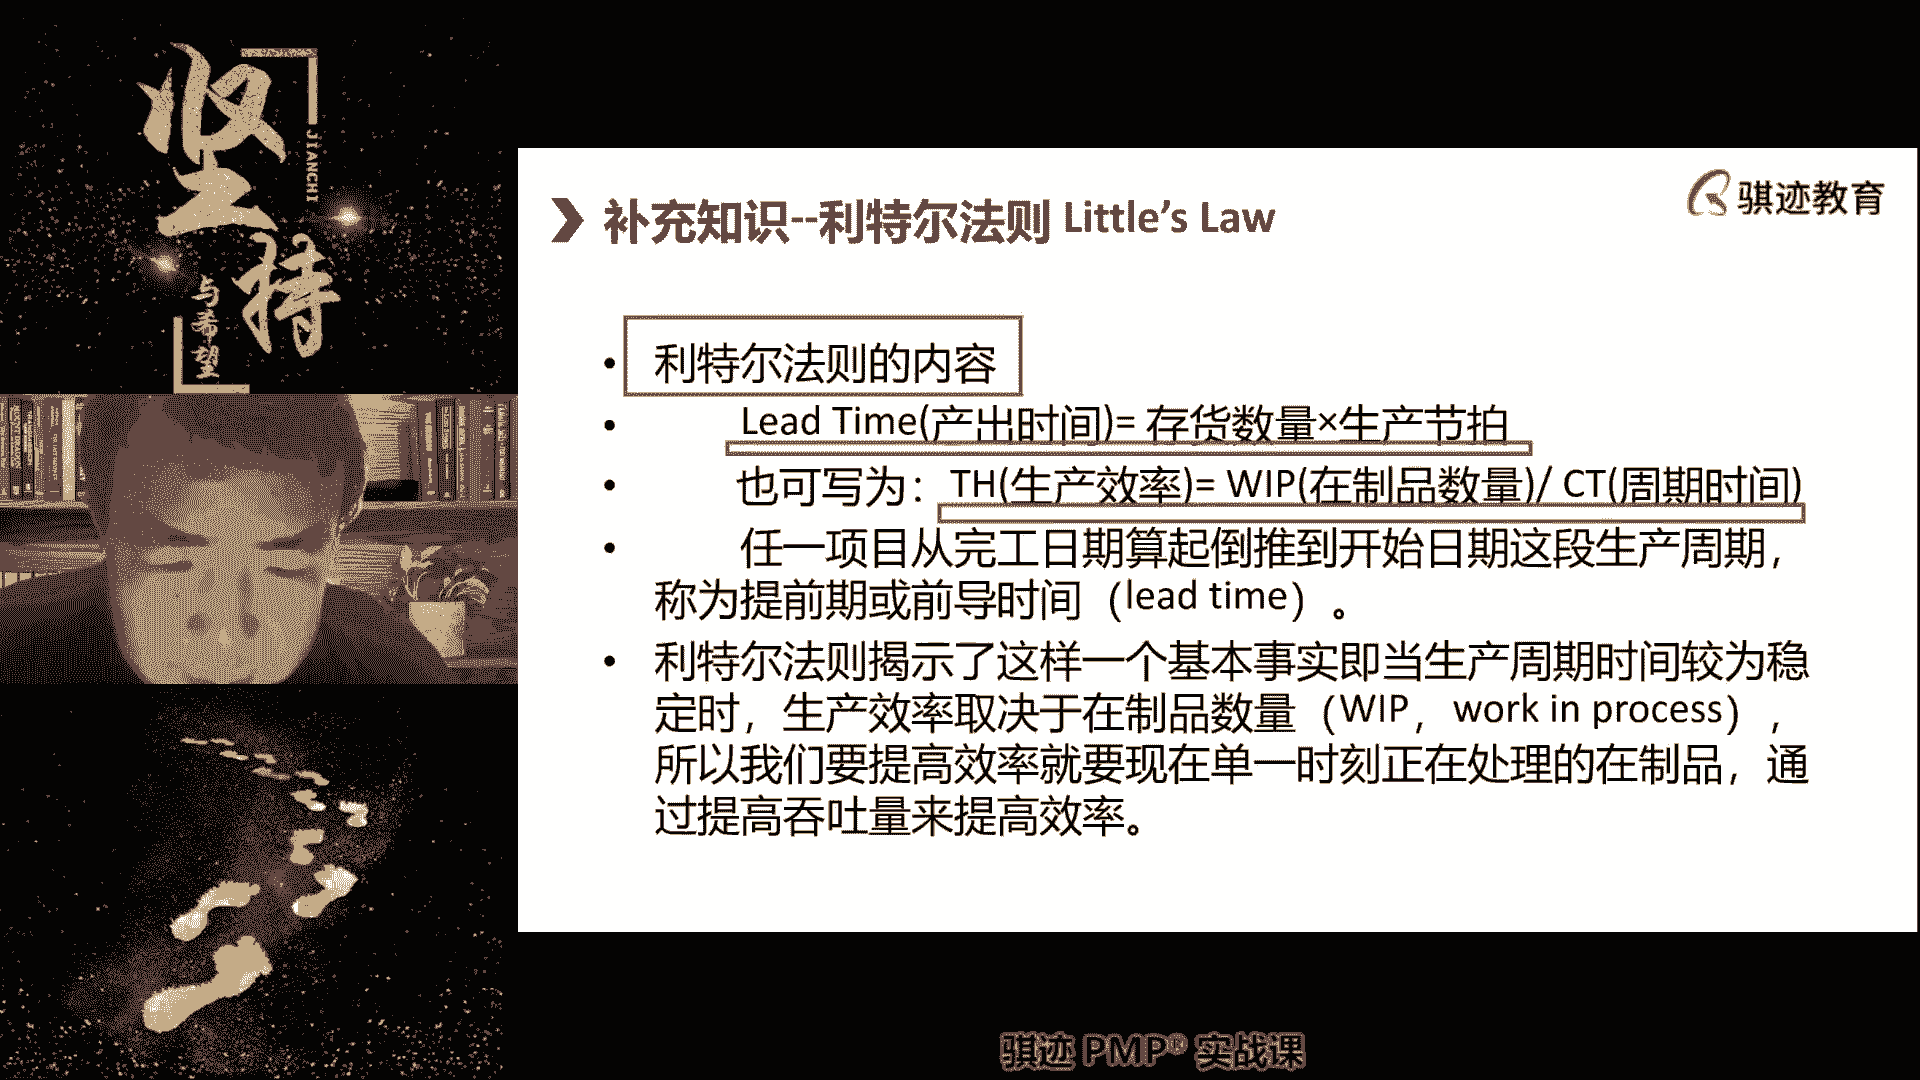 坚持
JIANCHI
与希望
骐迹教育
补充知识--利特尔法则 Little's Law
• 利特尔法则的内容
• Lead Time(产出时间)= 存货数量×生产节拍
• 也可写为：TH(生产效率)= WIP(在制品数量)/ CT(周期时间)
• 任一项目从完工日期算起倒推到开始日期这段生产周期，
称为提前期或前导时间（lead time）。
• 利特尔法则揭示了这样一个基本事实即当生产周期时间较为稳
定时，生产效率取决于在制品数量（WIP，work in process），
所以我们要提高效率就要现在单一时刻正在处理的在制品，通
过提高吞吐量来提高效率。
骐迹 PMP® 实战课